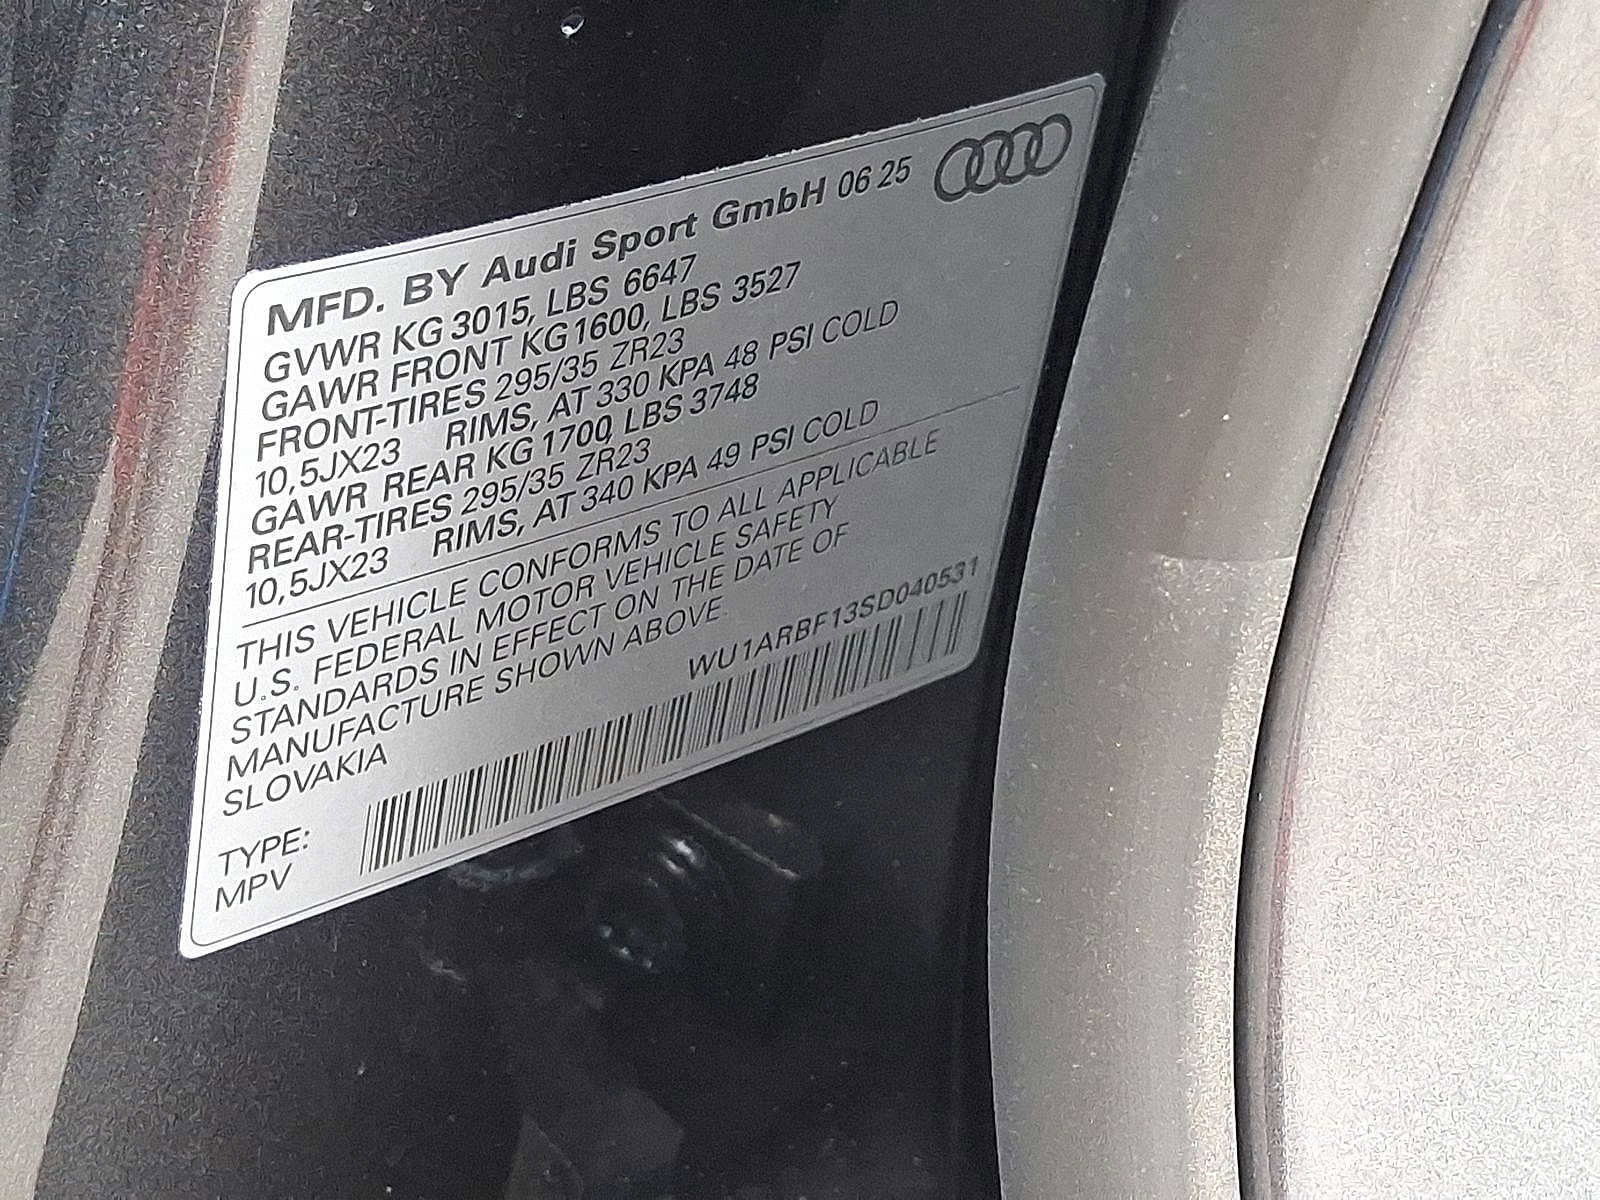 MFD. BY Audi Sport GmbH 06 25
GVWR KG 3015, LBS 6647
GAWR FRONT KG 1600, LBS 3527
FRONT-TIRES 295/35 ZR23
10,5JX23 RIMS, AT 330 KPA 48 PSI COLD
GAWR REAR KG 1700, LBS 3748
REAR-TIRES 295/35 ZR23
10,5JX23 RIMS, AT 340 KPA 49 PSI COLD
THIS VEHICLE CONFORMS TO ALL APPLICABLE
U.S. FEDERAL MOTOR VEHICLE SAFETY
STANDARDS IN EFFECT ON THE DATE OF
MANUFACTURE SHOWN ABOVE.
SLOVAKIA
WU1ARBF13SD040531
TYPE:
MPV